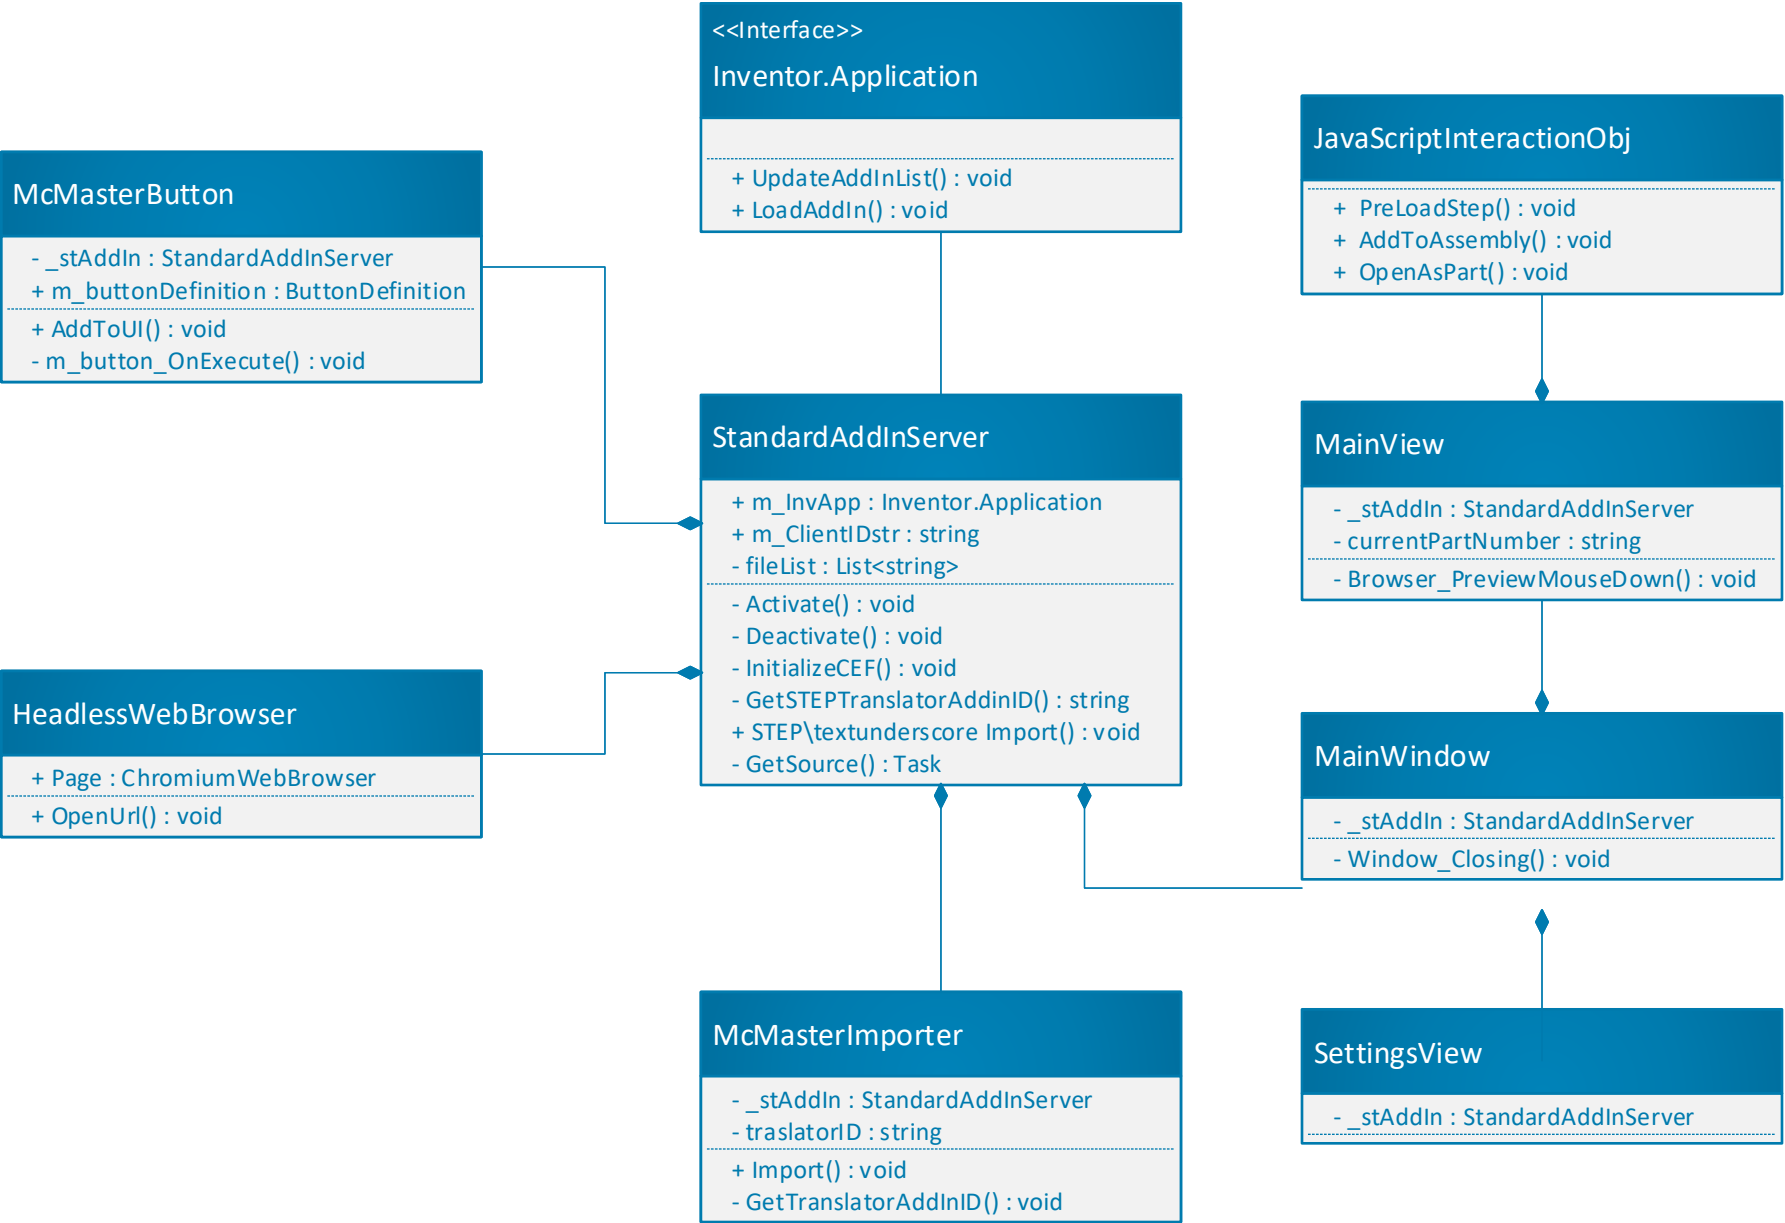 <<Interface>>
Inventor.Application
+ UpdateAddInList() : void
+ LoadAddIn() : void
McMasterButton
- _stAddIn : StandardAddInServer
+ m_buttonDefinition : ButtonDefinition
+ AddToUI() : void
- m_button_OnExecute() : void
JavaScriptInteractionObj
+ PreLoadStep() : void
+ AddToAssembly() : void
+ OpenAsPart() : void
StandardAddInServer
+ m_InvApp : Inventor.Application
+ m_ClientIDstr : string
- fileList : List<string>
- Activate() : void
- Deactivate() : void
- InitializeCEF() : void
- GetSTEPTranslatorAddinID() : string
+ STEP\textunderscore Import() : void
- GetSource() : Task
MainView
- _stAddIn : StandardAddInServer
- currentPartNumber : string
- Browser_PreviewMouseDown() : void
HeadlessWebBrowser
+ Page : ChromiumWebBrowser
+ OpenUrl() : void
MainWindow
- _stAddIn : StandardAddInServer
- Window_Closing() : void
McMasterImporter
- _stAddIn : StandardAddInServer
- traslatorID : string
+ Import() : void
- GetTranslatorAddInID() : void
SettingsView
- _stAddIn : StandardAddInServer